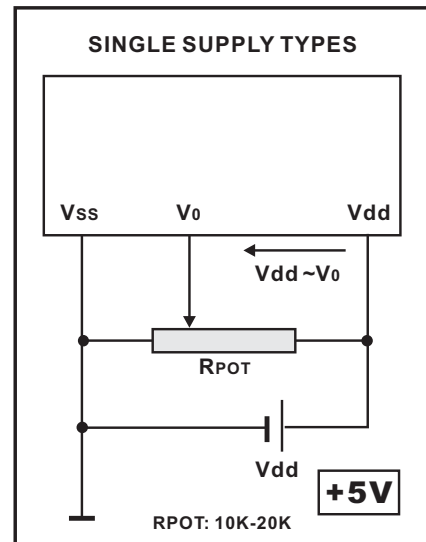 SINGLE SUPPLY TYPES
Vss V0 Vdd
Vdd ~V0
RPOT
Vdd
+5V
RPOT: 10K-20K